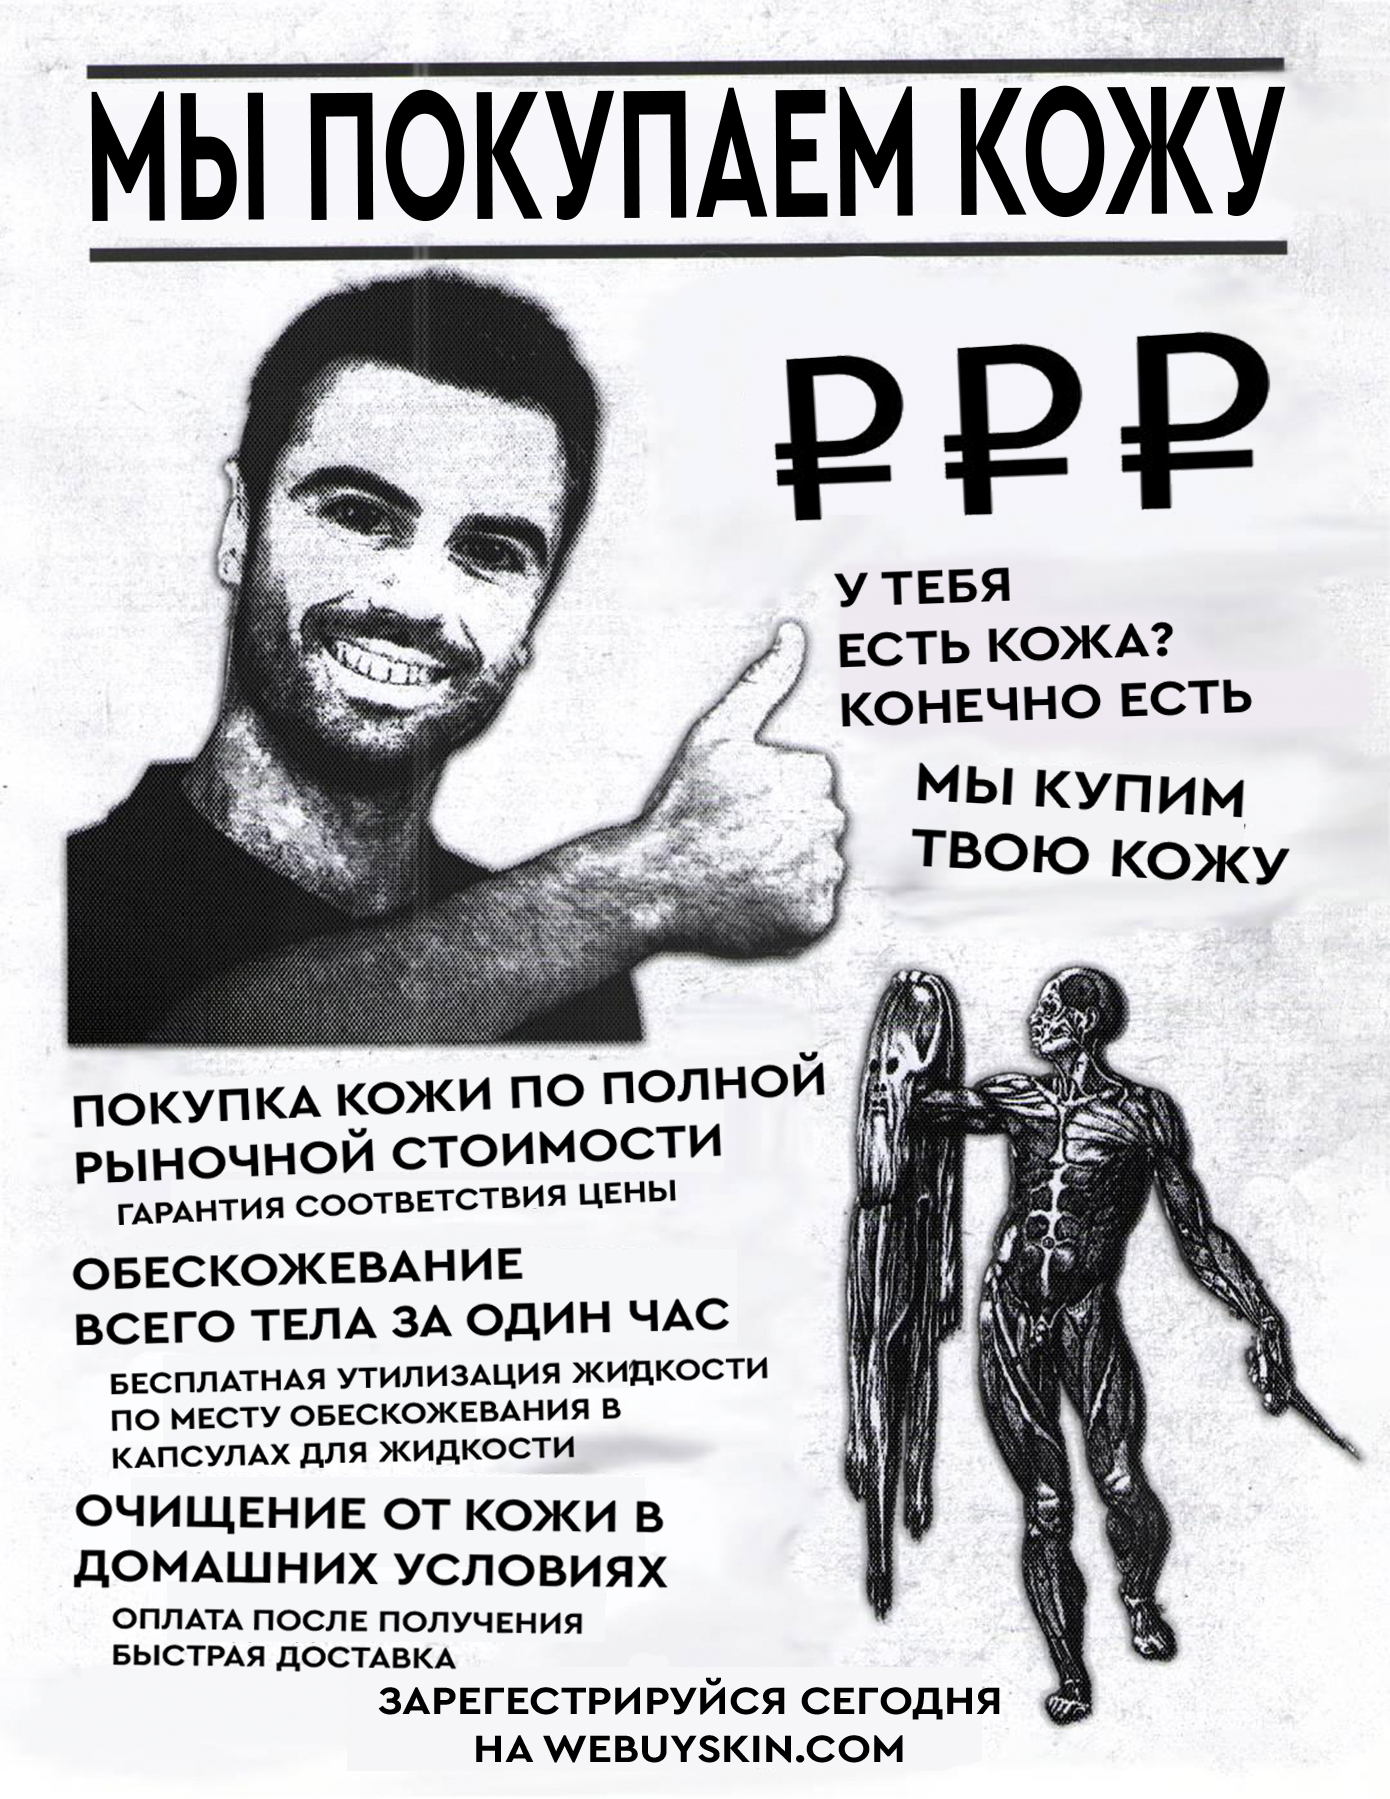 МЫ ПОКУПАЕМ КОЖУ
₽ ₽ ₽
У ТЕБЯ
ЕСТЬ КОЖА?
КОНЕЧНО ЕСТЬ
МЫ КУПИМ
ТВОЮ КОЖУ
ПОКУПКА КОЖИ ПО ПОЛНОЙ
РЫНОЧНОЙ СТОИМОСТИ
ГАРАНТИЯ СООТВЕТСТВИЯ ЦЕНЫ
ОБЕСКОЖЕВАНИЕ
ВСЕГО ТЕЛА ЗА ОДИН ЧАС
БЕСПЛАТНАЯ УТИЛИЗАЦИЯ ЖИДКОСТИ
ПО МЕСТУ ОБЕСКОЖЕВАНИЯ В
КАПСУЛАХ ДЛЯ ЖИДКОСТИ
ОЧИЩЕНИЕ ОТ КОЖИ В
ДОМАШНИХ УСЛОВИЯХ
ОПЛАТА ПОСЛЕ ПОЛУЧЕНИЯ
БЫСТРАЯ ДОСТАВКА
ЗАРЕГЕСТРИРУЙСЯ СЕГОДНЯ
НА WEBUYSKIN.COM